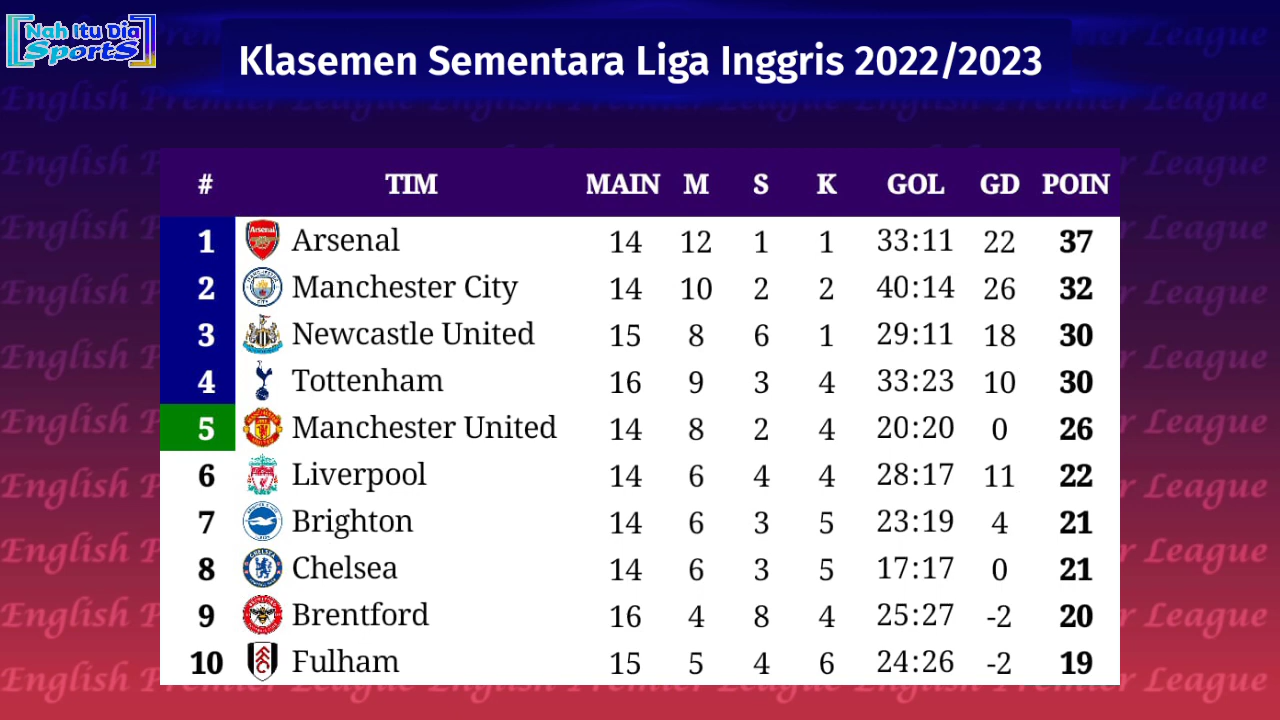 Nah Itu Dia
Sports
Klasemen Sementara Liga Inggris 2022/2023
# TIM MAIN M S K GOL GD POIN
1 Arsenal 14 12 1 1 33:11 22 37
2 Manchester City 14 10 2 2 40:14 26 32
3 Newcastle United 15 8 6 1 29:11 18 30
4 Tottenham 16 9 3 4 33:23 10 30
5 Manchester United 14 8 2 4 20:20 0 26
6 Liverpool 14 6 4 4 28:17 11 22
7 Brighton 14 6 3 5 23:19 4 21
8 Chelsea 14 6 3 5 17:17 0 21
9 Brentford 16 4 8 4 25:27 -2 20
10 Fulham 15 5 4 6 24:26 -2 19